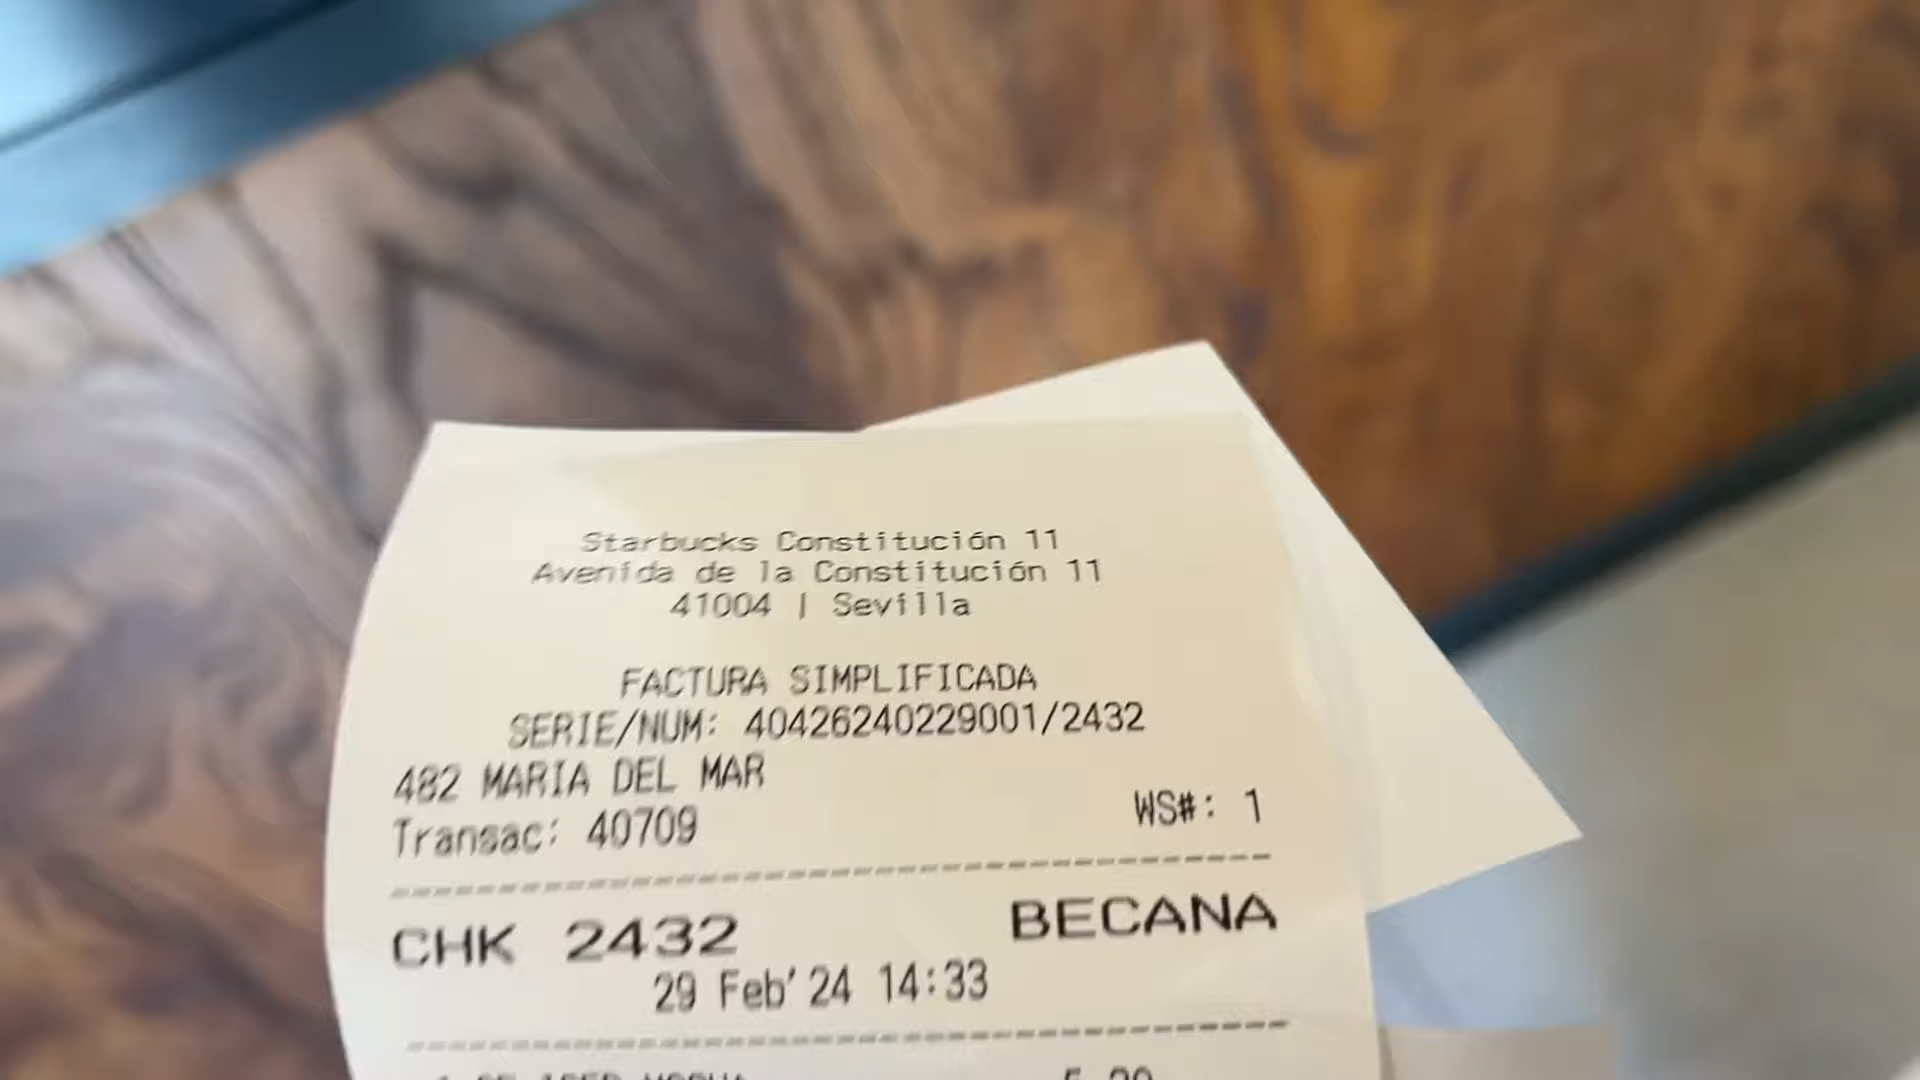 Starbucks Constitución 11
Avenida de la Constitución 11
41004 | Sevilla
FACTURA SIMPLIFICADA
SERIE/NUM: 40426240229001/2432
482 MARIA DEL MAR
Transac: 40709 WS#: 1
CHK 2432 BECANA
29 Feb'24 14:33